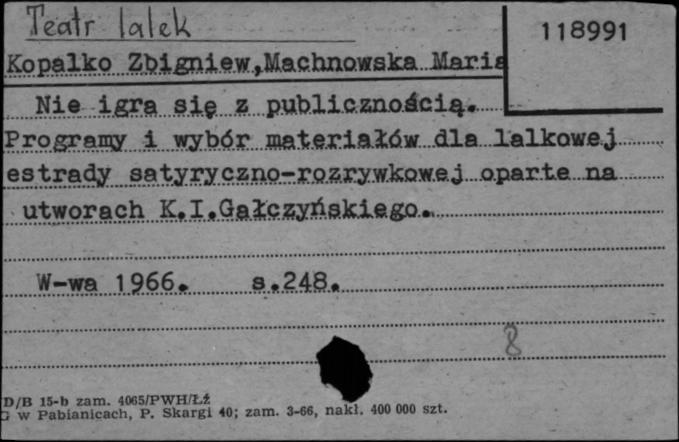 Teatr lalek
118991
Kopalko Zbigniew,Machnowska Maria
Nie igra się z publicznością.
Programy i wybór materiałów dla lalkowej
estrady satyryczno-rozrywkowej oparte na
utworach K.I.Gałczyńskiego.
W-wa 1966. s.248.
8
D/B 15-b zam. 4065/PWH/Łź
G w Pabianicach, P. Skargi 40; zam. 3-66, nakł. 400 000 szt.